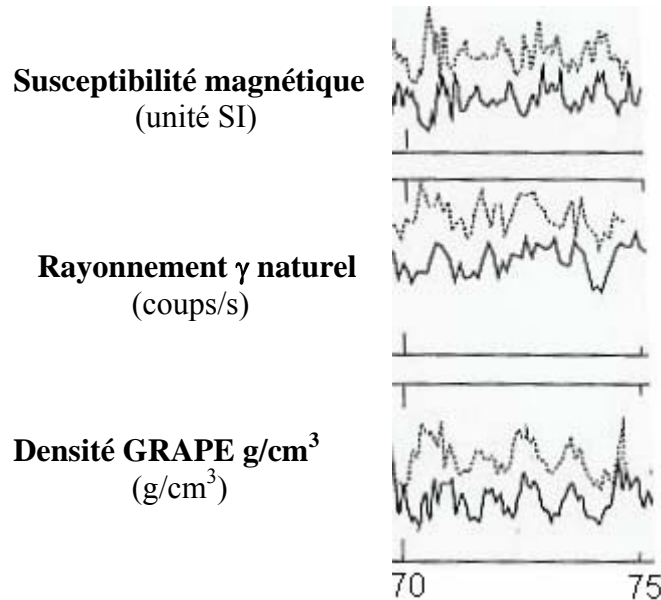 Susceptibilité magnétique
(unité SI)
Rayonnement γ naturel
(coups/s)
Densité GRAPE g/cm³
(g/cm³)
70 75